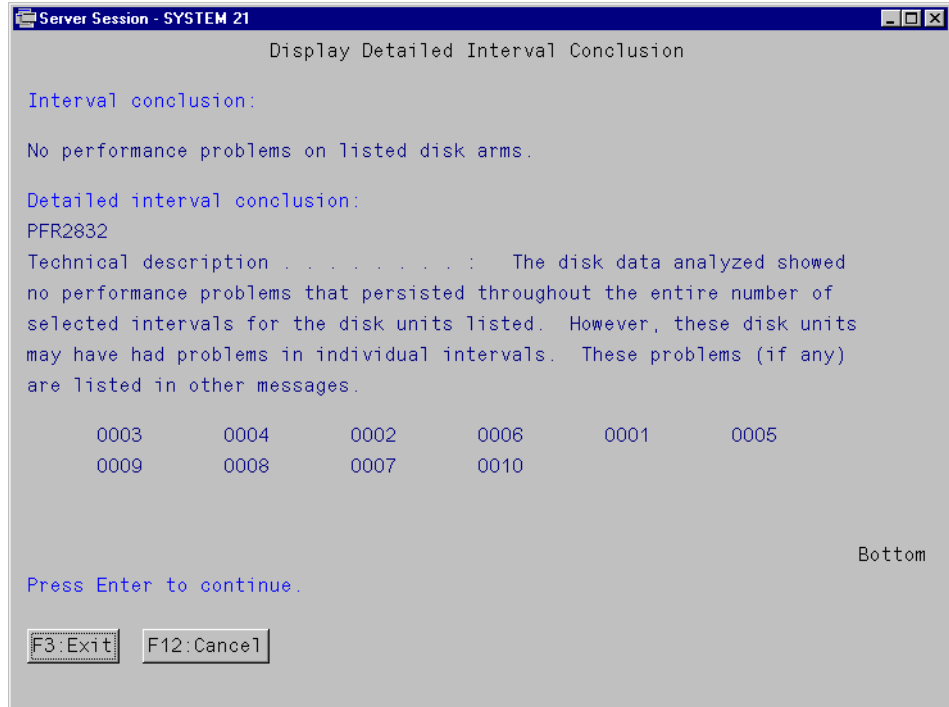 Server Session - SYSTEM 21
Display Detailed Interval Conclusion
Interval conclusion:
No performance problems on listed disk arms.
Detailed interval conclusion:
PFR2832
Technical description . . . . . . . . :   The disk data analyzed showed
no performance problems that persisted throughout the entire number of
selected intervals for the disk units listed.  However, these disk units
may have had problems in individual intervals.  These problems (if any)
are listed in other messages.
0003 0004 0002 0006 0001 0005
0009 0008 0007 0010
Bottom
Press Enter to continue.
F3:Exit F12:Cancel